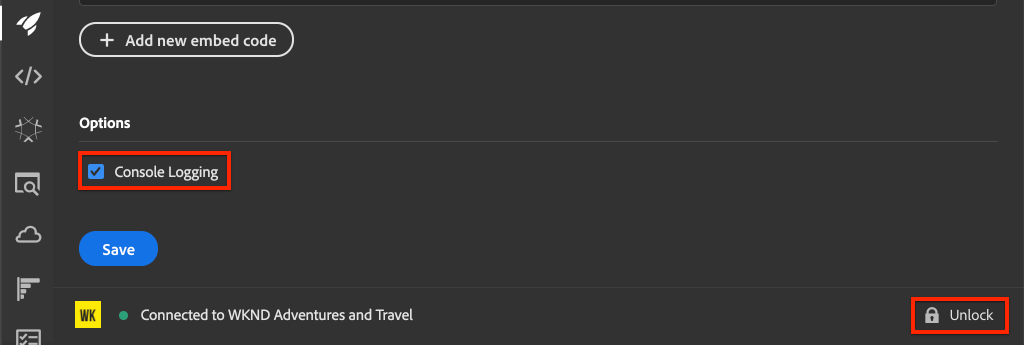 Add new embed code
Options
Console Logging
Save
WK Connected to WKND Adventures and Travel Unlock